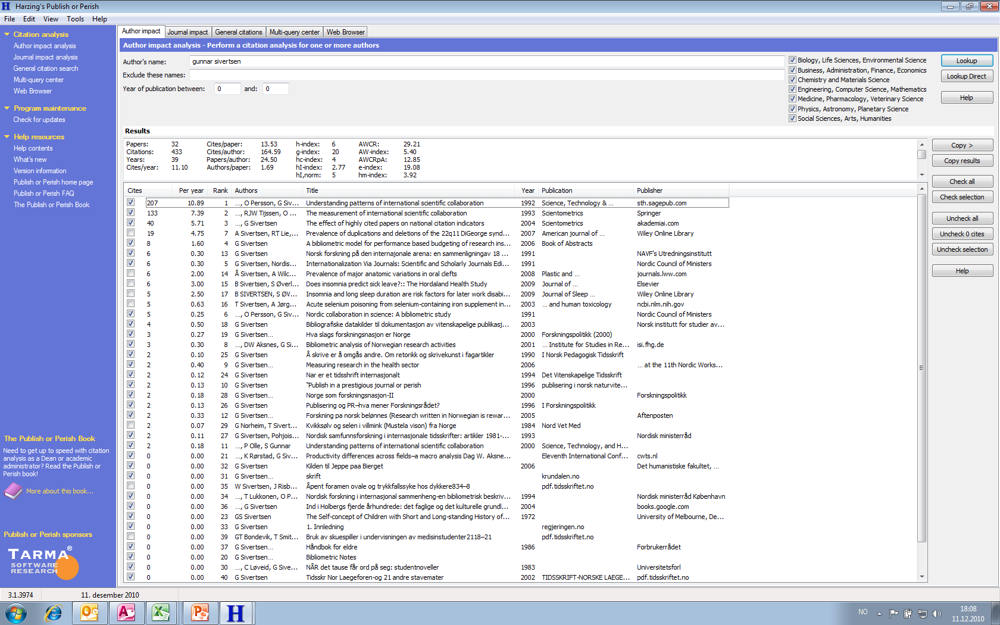 Harzing's Publish or Perish
File Edit View Tools Help
Citation analysis
Author impact analysis
Journal impact analysis
General citation search
Multi-query center
Web Browser
Program maintenance
Check for updates
Help resources
Help contents
What's new
Version information
Publish or Perish home page
Publish or Perish FAQ
The Publish or Perish Book
The Publish or Perish Book
Need to get up to speed with citation
analysis as a Dean or academic
administrator? Read the Publish or
Perish book!
More about this book...
Publish or Perish sponsors
TARMA®
SOFTWARE
RESEARCH
Author impact Journal impact General citations Multi-query center Web Browser
Author impact analysis - Perform a citation analysis for one or more authors
Author's name: gunnar sivertsen
Exclude these names:
Year of publication between: 0 and: 0
Biology, Life Sciences, Environmental Science
Business, Administration, Finance, Economics
Chemistry and Materials Science
Engineering, Computer Science, Mathematics
Medicine, Pharmacology, Veterinary Science
Physics, Astronomy, Planetary Science
Social Sciences, Arts, Humanities
Lookup
Lookup Direct
Help
Results
Papers: 32 Cites/paper: 13.53 h-index: 6 AWCR: 29.21
Citations: 433 Cites/author: 164.59 g-index: 20 AW-index: 5.40
Years: 39 Papers/author: 24.50 hc-index: 4 AWCRpA: 12.85
Cites/year: 11.10 Authors/paper: 1.69 hI-index: 2.77 e-index: 19.08
hI,norm: 5 hm-index: 3.92
Copy >
Copy results
Check all
Check selection
Uncheck all
Uncheck 0 cites
Uncheck selection
Help
Cites Per year Rank Authors Title Year Publication Publisher
207 10.89 1 ..., O Persson, G Siv... Understanding patterns of international scientific collaboration 1992 Science, Technology & ... sth.sagepub.com
133 7.39 2 ..., RJW Tijssen, O ... The measurement of international scientific collaboration 1993 Scientometrics Springer
40 5.71 3 ..., G Sivertsen The effect of highly cited papers on national citation indicators 2004 Scientometrics akademiai.com
19 4.75 7 A Sivertsen, RT Lie,... Prevalence of duplications and deletions of the 22q11 DiGeorge synd... 2007 American journal of ... Wiley Online Library
8 1.60 4 G Sivertsen A bibliometric model for performance based budgeting of research ins... 2006 Book of Abstracts
6 0.30 13 G Sivertsen Norsk forskning på den internajonale arena: en sammenligningav 18 ... 1991 NAVF's Utredningsinstitutt
6 0.30 5 G Sivertsen, Nordis... Internationalization Via Journals: Scientific and Scholarly Journals Edi... 1991 Nordic Council of Ministers
6 2.00 14 Å Sivertsen, A Wilc... Prevalence of major anatomic variations in oral clefts 2008 Plastic and ... journals.lww.com
6 3.00 15 B Sivertsen, S Øverl... Does insomnia predict sick leave?:: The Hordaland Health Study 2009 Journal of ... Elsevier
5 2.50 17 B SIVERTSEN, S ØV... Insomnia and long sleep duration are risk factors for later work disabi... 2009 Journal of Sleep ... Wiley Online Library
5 0.63 16 T Sivertsen, A Jørg... Acute selenium poisoning from selenium-containing iron supplement in... 2003 ... and human toxicology ncbi.nlm.nih.gov
5 0.25 6 ..., O Persson, G Siv... Nordic collaboration in science: A bibliometric study 1991 Nordic Council of Ministers
4 0.50 18 G Sivertsen Bibliografiske datakilder til dokumentasjon av vitenskapelige publikasj... 2003 Norsk institutt for studier av...
3 0.27 19 G Sivertsen Hva slags forskningsnasjon er Norge 2000 Forskningspolitikk (2000)
3 0.30 8 ..., DW Aksnes, G Si... Bibliometric analysis of Norwegian research activities 2001 ... Institute for Studies in Re... isi.fhg.de
2 0.10 25 G Sivertsen Å skrive er å omgås andre. Om retorikk og skrivekunst i fagartikler 1990 I Norsk Pedagogisk Tidsskrift
2 0.40 9 G Sivertsen Measuring research in the health sector 2006 ... at the 11th Nordic Works...
2 0.12 24 G Sivertsen Nar er et tidsshrift internasjonalt 1994 Det Vitenskapelige Tidsskrift
2 0.13 10 G Sivertsen "Publish in a prestigious journal or perish 1996 publisering i norsk naturvite...
2 0.18 28 G Sivertsen... Norge som forskningsnasjon-II 2000 Forskningspolitikk
2 0.13 26 G Sivertsen Publisering og PR–hva mener Forskningsrådet? 1996 I Forskningspolitikk
2 0.33 12 G Sivertsen... Forskning pa norsk belønnes (Research written in Norwegian is rewar... 2005 Aftenposten
2 0.07 29 G Norheim, T Sivert... Kvikksølv og selen i villmink (Mustela vison) fra Norge 1984 Nord Vet Med
2 0.11 27 G Sivertsen, Pohjois... Nordisk samfunnsforskning i internasjonale tidsskrifter: artikler 1981-... 1993 Nordisk ministerråd
2 0.18 11 ..., P Olle, S Gunnar Understanding patterns of international scientific collaboration 2000 Science, Technology, and H...
0 0.00 21 ..., K Rørstad, G Siv... Productivity differences across fields–a macro analysis Dag W. Aksne... Eleventh International Conf... cwts.nl
0 0.00 32 G Sivertsen Kilden til Jeppe paa Bierget 2006 Det humanistiske fakultet, ...
0 0.00 31 G Sivertsen... skrift krundalen.no
0 0.00 35 W Sivertsen, J Risb... Åpent foramen ovale og trykkfallssyke hos dykkere834–8 pdf.tidsskriftet.no
0 0.00 34 ..., T Lukkonen, O P... Nordisk forskning i internasjonal sammenheng-en bibliometrisk beskriv... 1994 Nordisk ministerråd København
0 0.00 36 ..., G Sivertsen Ind i Holbergs fjerde århundrede: det faglige og det kulturelle grundl... 2004 books.google.com
0 0.00 23 GS Sivertsen The Self-concept of Children with Short and Long-standing History of... 1972 University of Melbourne, De...
0 0.00 33 G Sivertsen 1. Innledning regjeringen.no
0 0.00 39 GT Bondevik, T Smit... Bruk av skuespiller i undervisningen av medisinstudenter2118–21 pdf.tidsskriftet.no
0 0.00 37 G Sivertsen... Håndbok for eldre 1986 Forbrukerrådet
0 0.00 20 G Sivertsen... Bibliometric Notes
0 0.00 30 ..., C Løveid, G Sive... NÅR det tause får ord på seg: studentnoveller 1983 Universitetsforl
0 0.00 40 G Sivertsen Tidsskr Nor Laegeforen-og 21 andre stavemater 2002 TIDSSKRIFT-NORSKE LAEGE... pdf.tidsskriftet.no
3.1.3974 11. desember 2010
NO 18:08
11.12.2010